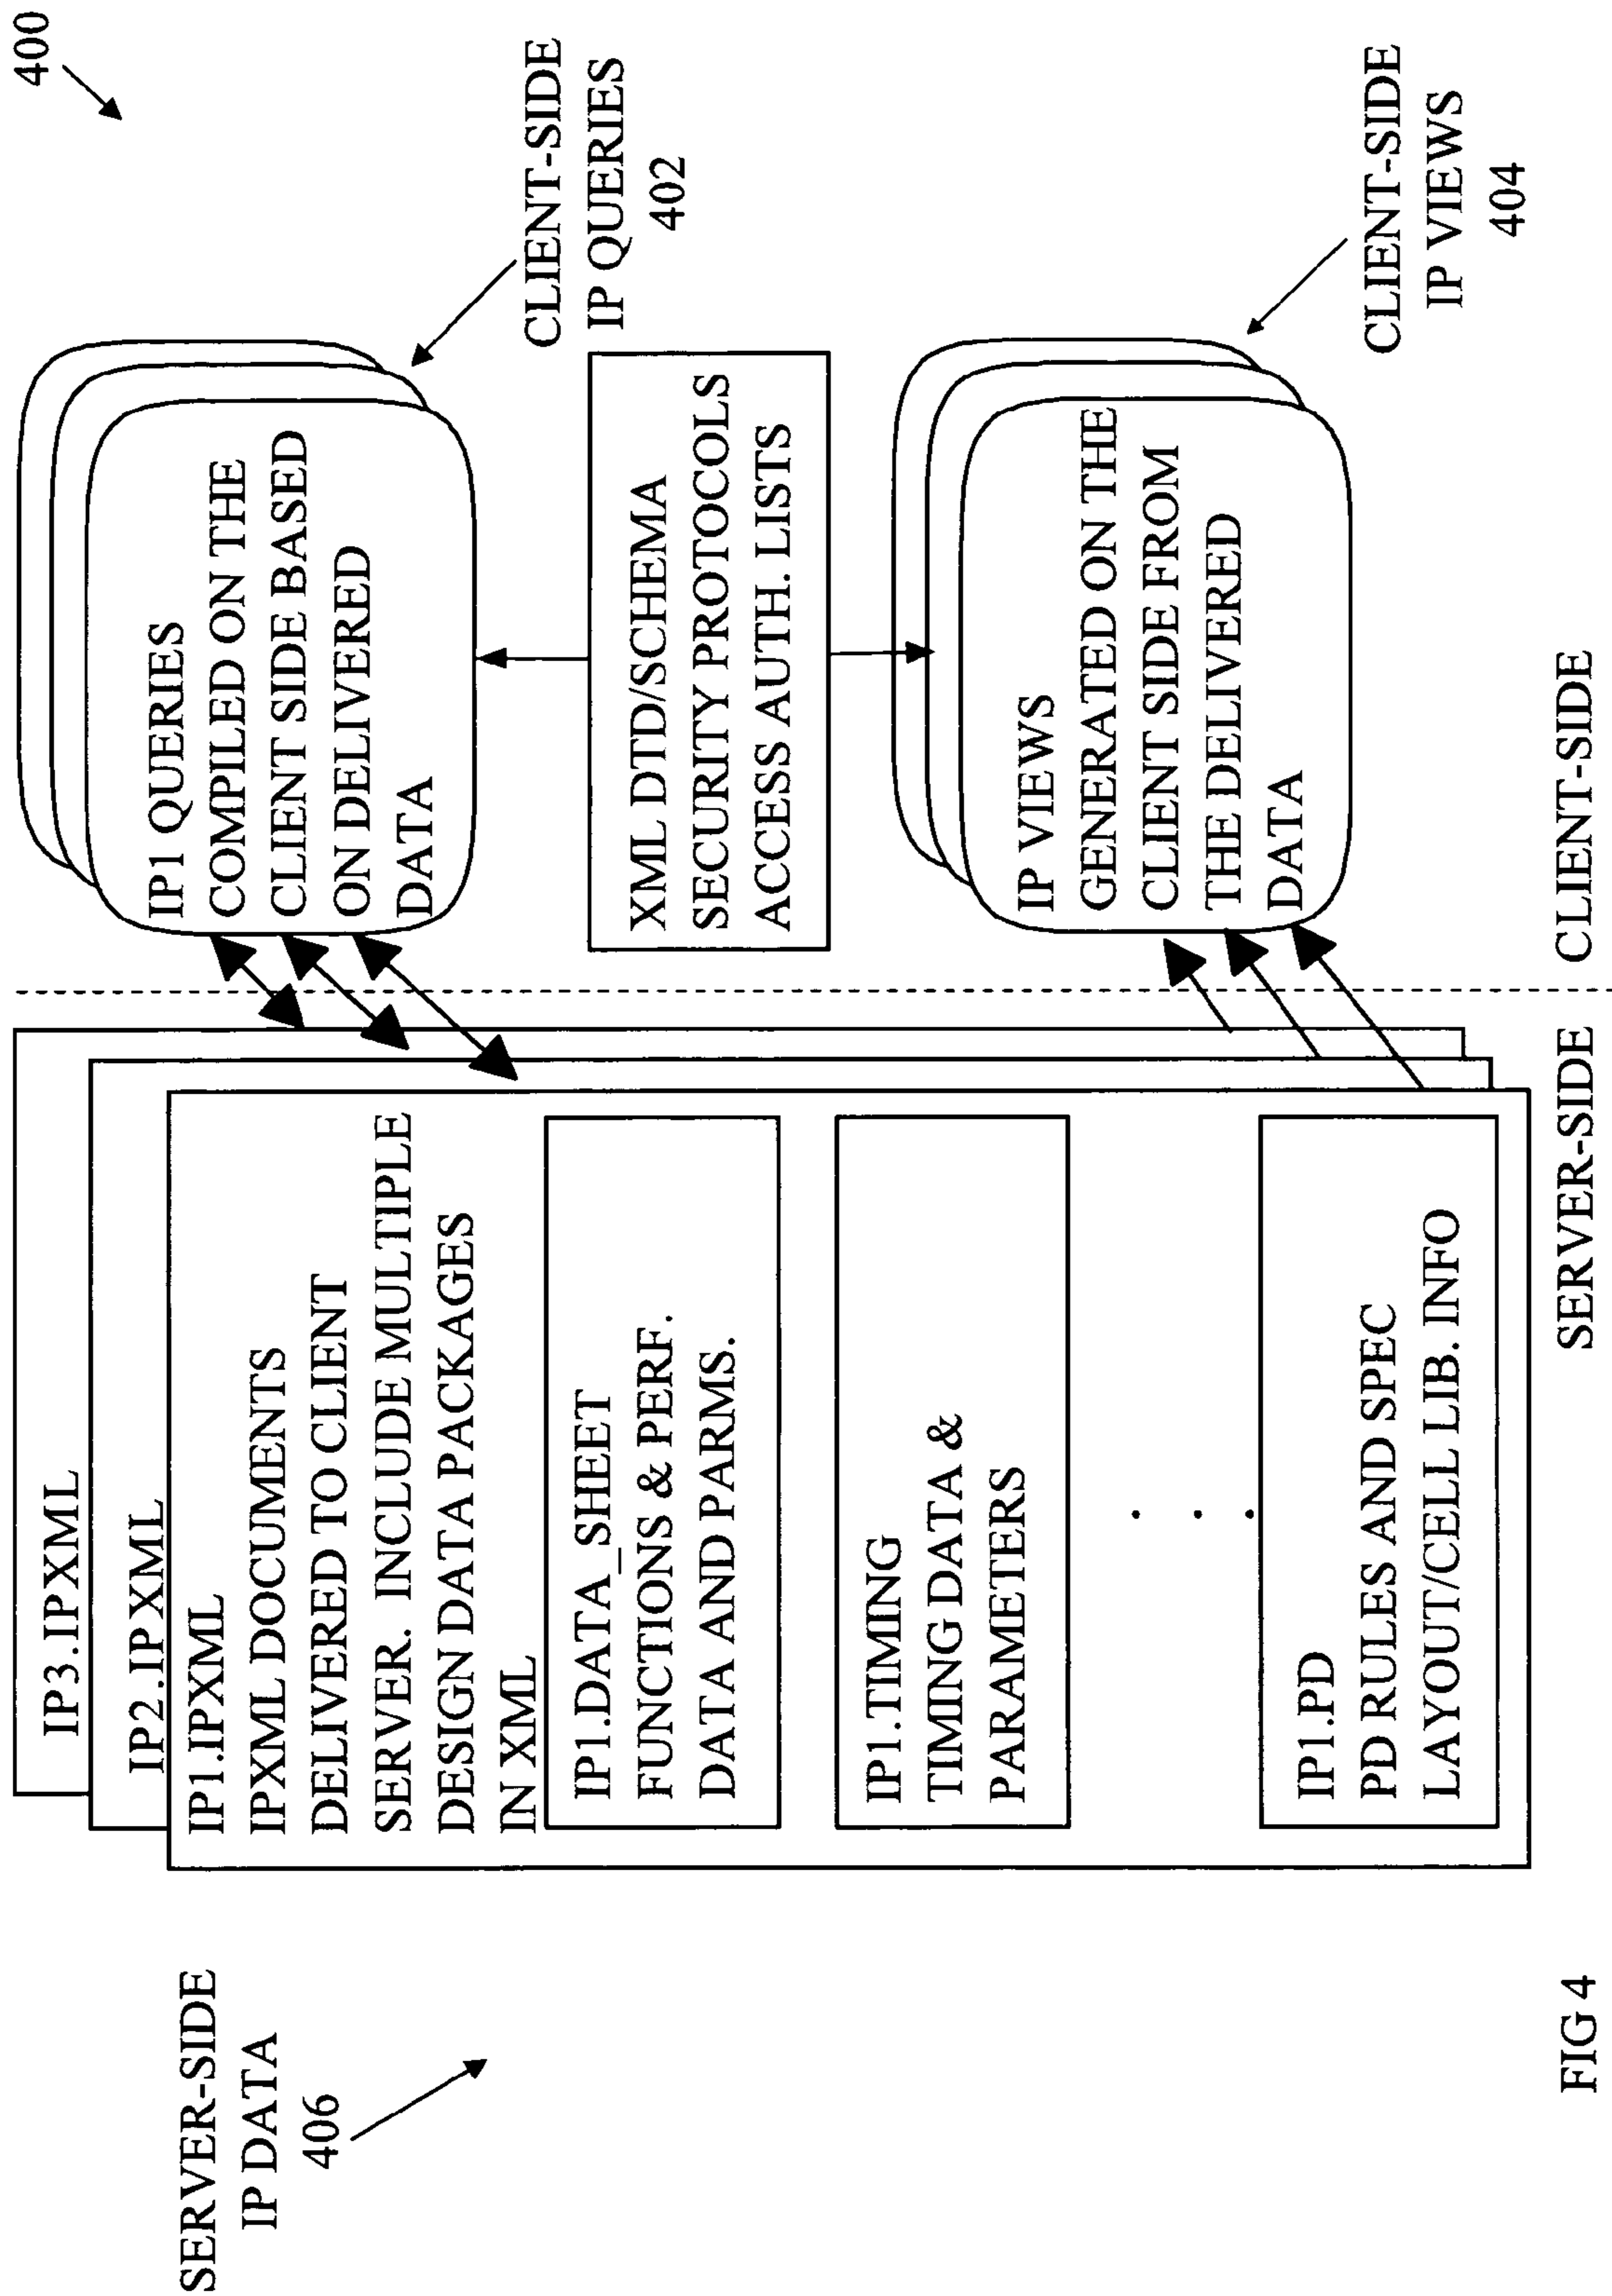 400
SERVER-SIDE
IP DATA
406
IP3.IPXML
IP2.IPXML
IP1.IPXML
IPXML DOCUMENTS
DELIVERED TO CLIENT
SERVER. INCLUDE MULTIPLE
DESIGN DATA PACKAGES
IN XML
IP1.DATA_SHEET
FUNCTIONS & PERF.
DATA AND PARMS.
IP1.TIMING
TIMING DATA &
PARAMETERS
. . .
IP1.PD
PD RULES AND SPEC
LAYOUT/CELL LIB. INFO
IP1 QUERIES
COMPILED ON THE
CLIENT SIDE BASED
ON DELIVERED
DATA
CLIENT-SIDE
IP QUERIES
402
XML DTD/SCHEMA
SECURITY PROTOCOLS
ACCESS AUTH. LISTS
IP VIEWS
GENERATED ON THE
CLIENT SIDE FROM
THE DELIVERED
DATA
CLIENT-SIDE
IP VIEWS
404
SERVER-SIDE
CLIENT-SIDE
FIG 4